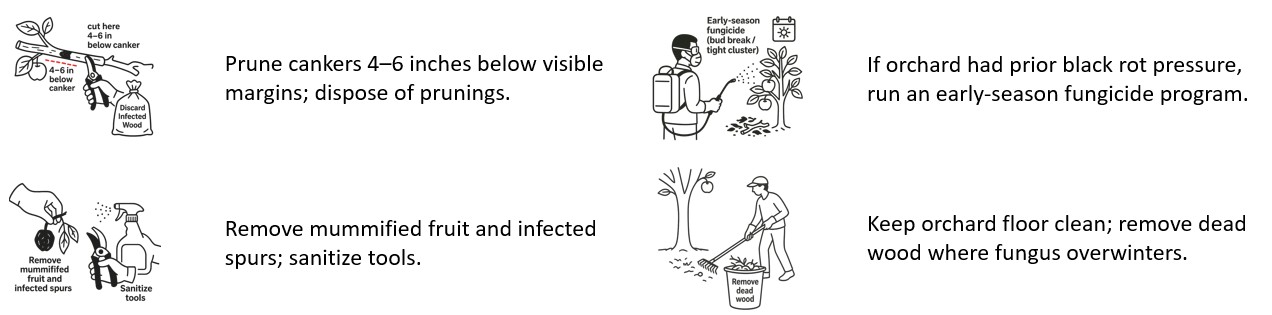 cut here
4–6 in
below canker
4–6 in
below
canker
Discard
Infected
Wood
Prune cankers 4–6 inches below visible
margins; dispose of prunings.
Early-season
fungicide
(bud break /
tight cluster)
If orchard had prior black rot pressure,
run an early-season fungicide program.
Remove
mummififed
fruit and
infected spurs
Sanitize
tools
Remove mummified fruit and infected
spurs; sanitize tools.
Remove
dead
wood
Keep orchard floor clean; remove dead
wood where fungus overwinters.